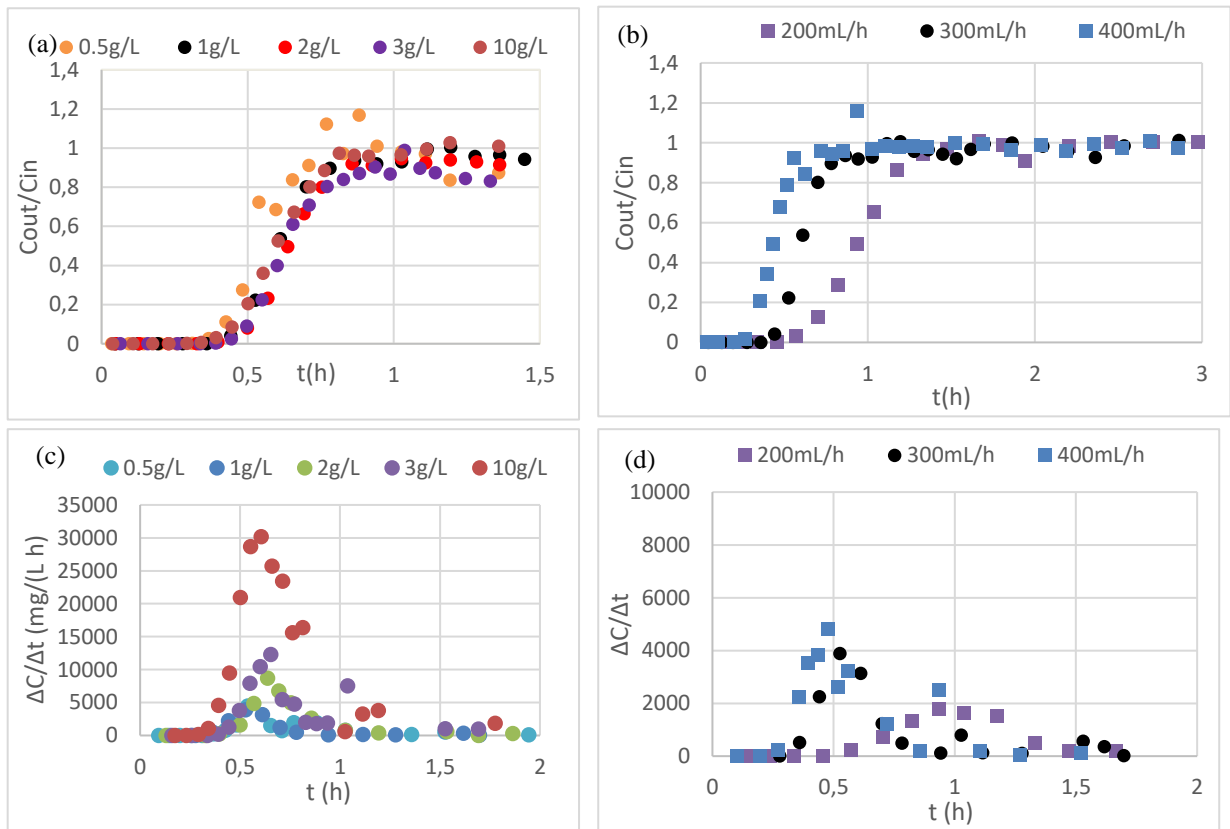 (a)
0.5g/L 1g/L 2g/L 3g/L 10g/L
Cout/Cin
1,4
1,2
1
0,8
0,6
0,4
0,2
0
0 0,5 1 1,5
t(h)
(b)
200mL/h 300mL/h 400mL/h
Cout/Cin
1,4
1,2
1
0,8
0,6
0,4
0,2
0
0 1 2 3
t(h)
(c)
0.5g/L 1g/L 2g/L 3g/L 10g/L
ΔC/Δt (mg/(L h)
35000
30000
25000
20000
15000
10000
5000
0
0 0,5 1 1,5 2
t (h)
(d)
200mL/h 300mL/h 400mL/h
ΔC/Δt
10000
8000
6000
4000
2000
0
0 0,5 1 1,5 2
t (h)